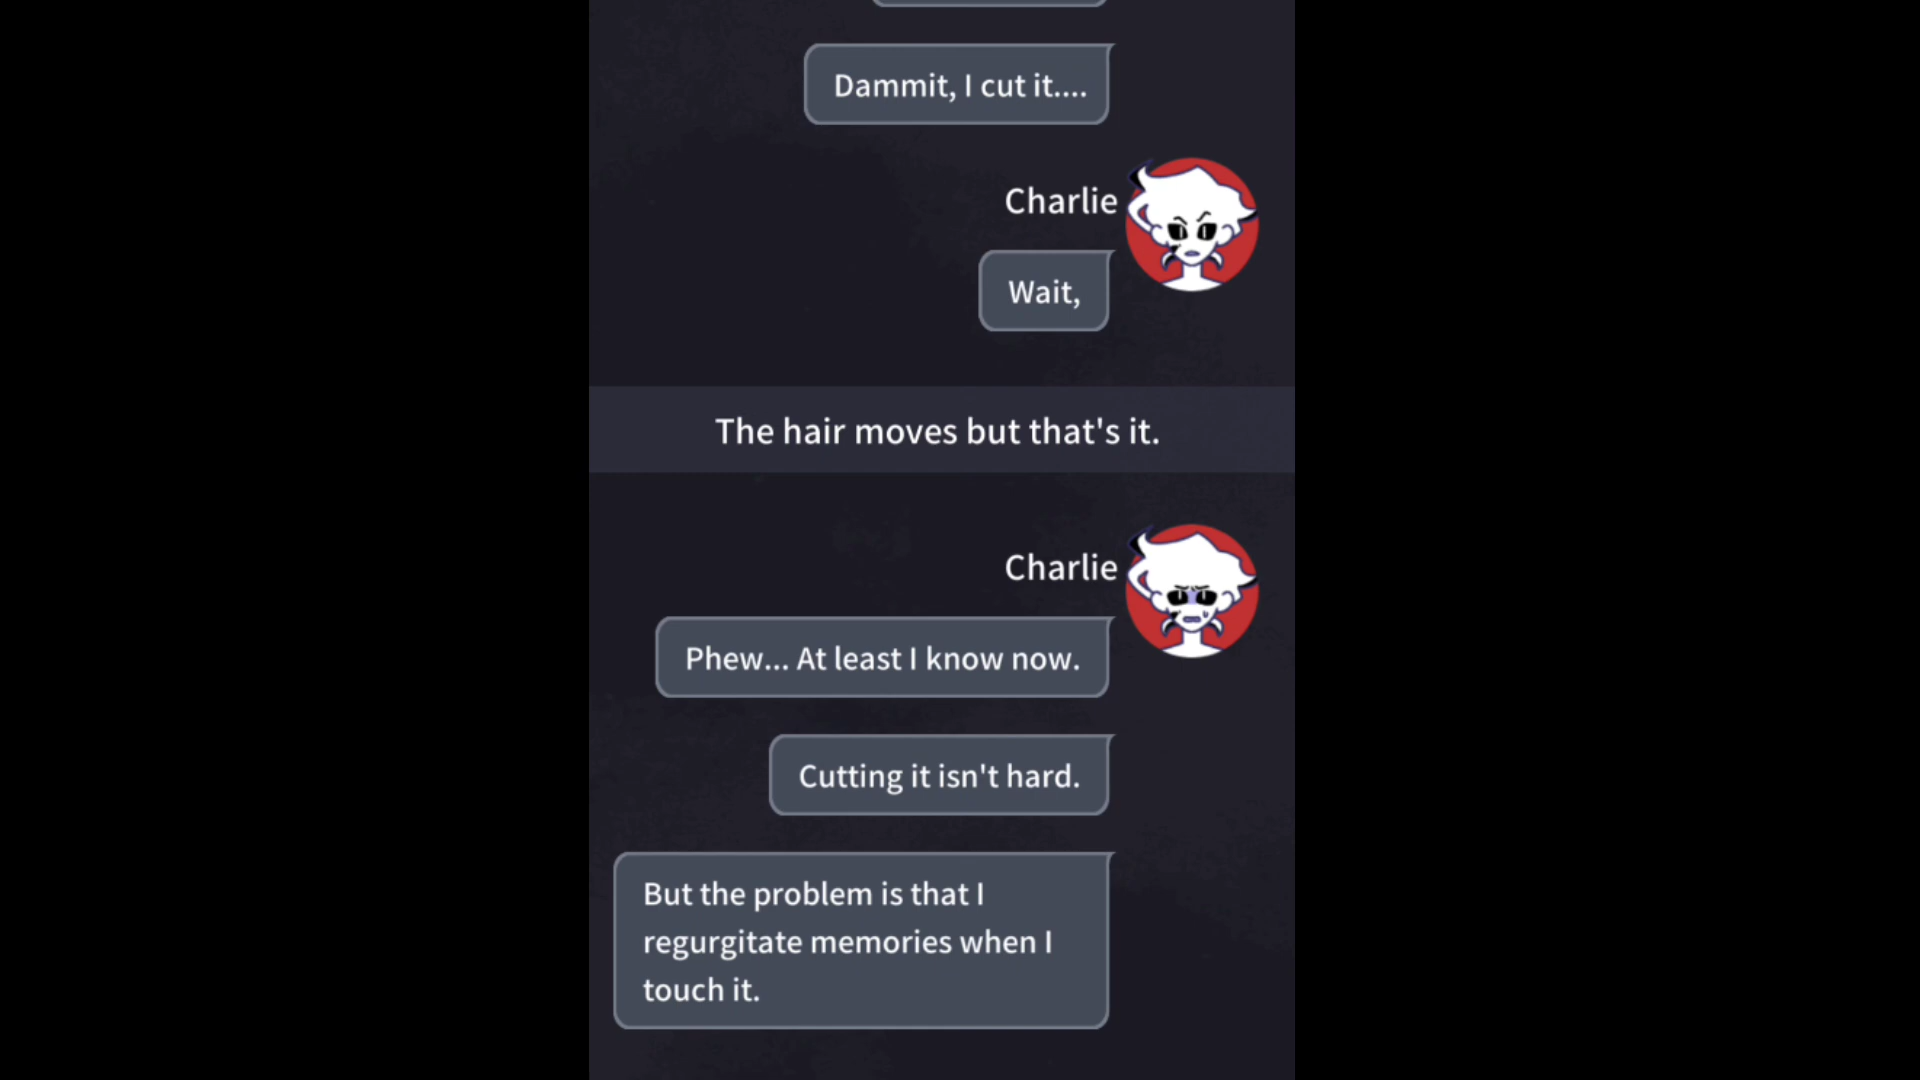 Dammit, I cut it....
Charlie
Wait,
The hair moves but that's it.
Charlie
Phew... At least I know now.
Cutting it isn't hard.
But the problem is that I
regurgitate memories when I
touch it.